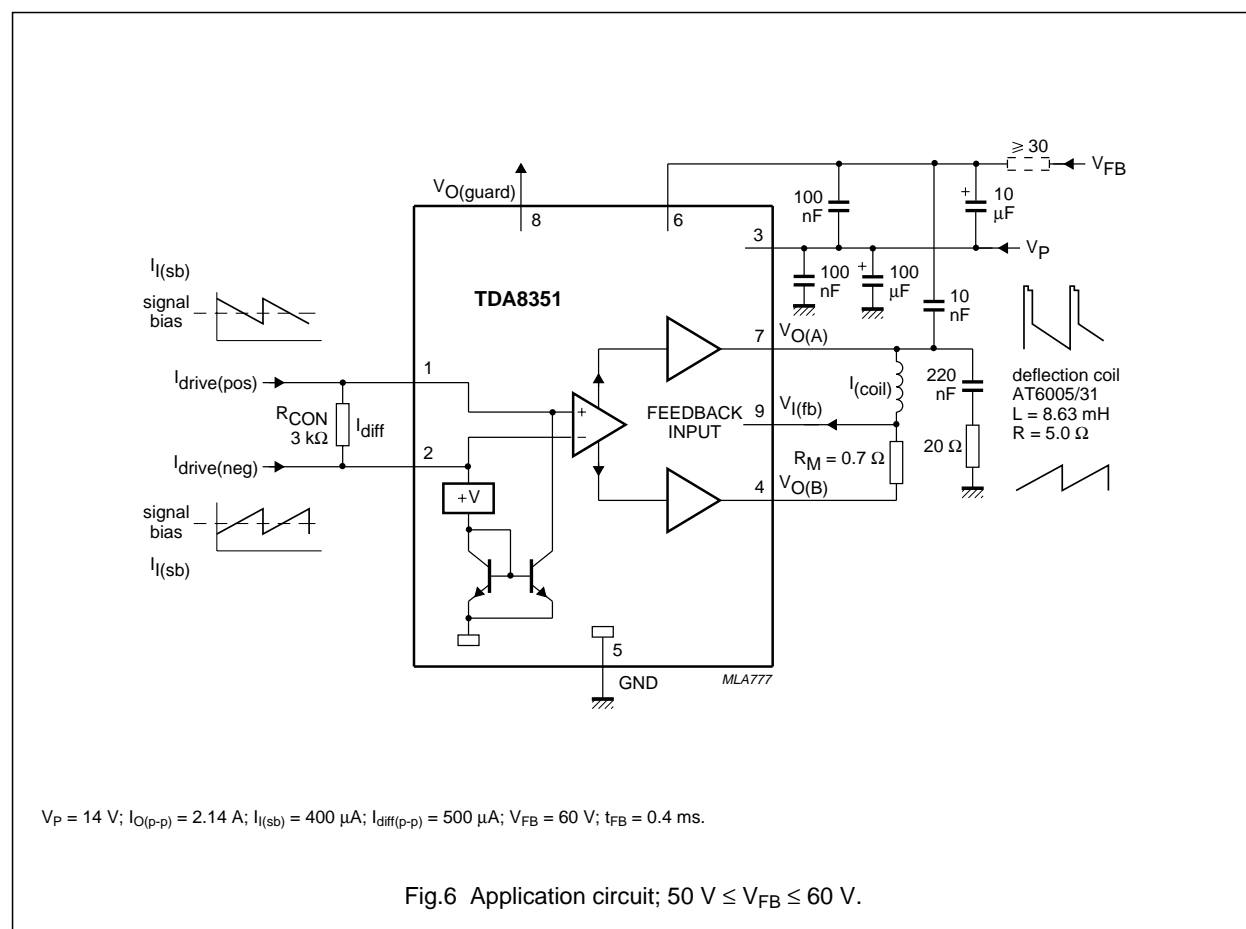 ≥ 30
V_FB
V_O(guard)
8
6
100 nF
+ 10 μF
3
V_P
I_I(sb)
signal bias
TDA8351
100 nF
+ 100 μF
10 nF
7
V_O(A)
I_drive(pos)
1
R_CON 3 kΩ
I_diff
+
−
FEEDBACK INPUT
V_I(fb)
9
I_(coil)
220 nF
deflection coil
AT6005/31
L = 8.63 mH
R = 5.0 Ω
I_drive(neg)
2
R_M = 0.7 Ω
20 Ω
4
V_O(B)
+V
signal bias
I_I(sb)
5
GND
MLA777
V_P = 14 V; I_O(p-p) = 2.14 A; I_I(sb) = 400 μA; I_diff(p-p) = 500 μA; V_FB = 60 V; t_FB = 0.4 ms.
Fig.6 Application circuit; 50 V ≤ V_FB ≤ 60 V.